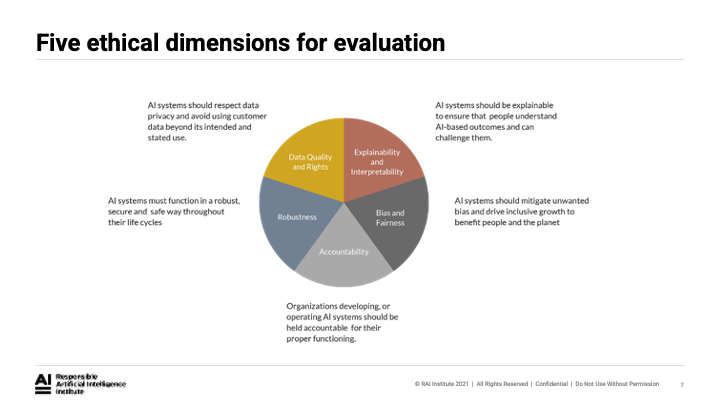 Five ethical dimensions for evaluation
AI systems should respect data
privacy and avoid using customer
data beyond its intended and
stated use.
AI systems should be explainable
to ensure that people understand
AI-based outcomes and can
challenge them.
Data Quality
and Rights
Explainability
and
Interpretability
AI systems must function in a robust,
secure and safe way throughout
their life cycles
Robustness
Bias and
Fairness
AI systems should mitigate unwanted
bias and drive inclusive growth to
benefit people and the planet
Accountability
Organizations developing, or
operating AI systems should be
held accountable for their
proper functioning.
AI
Responsible
Artificial Intelligence
Institute
© RAI Institute 2021 | All Rights Reserved | Confidential | Do Not Use Without Permission
7